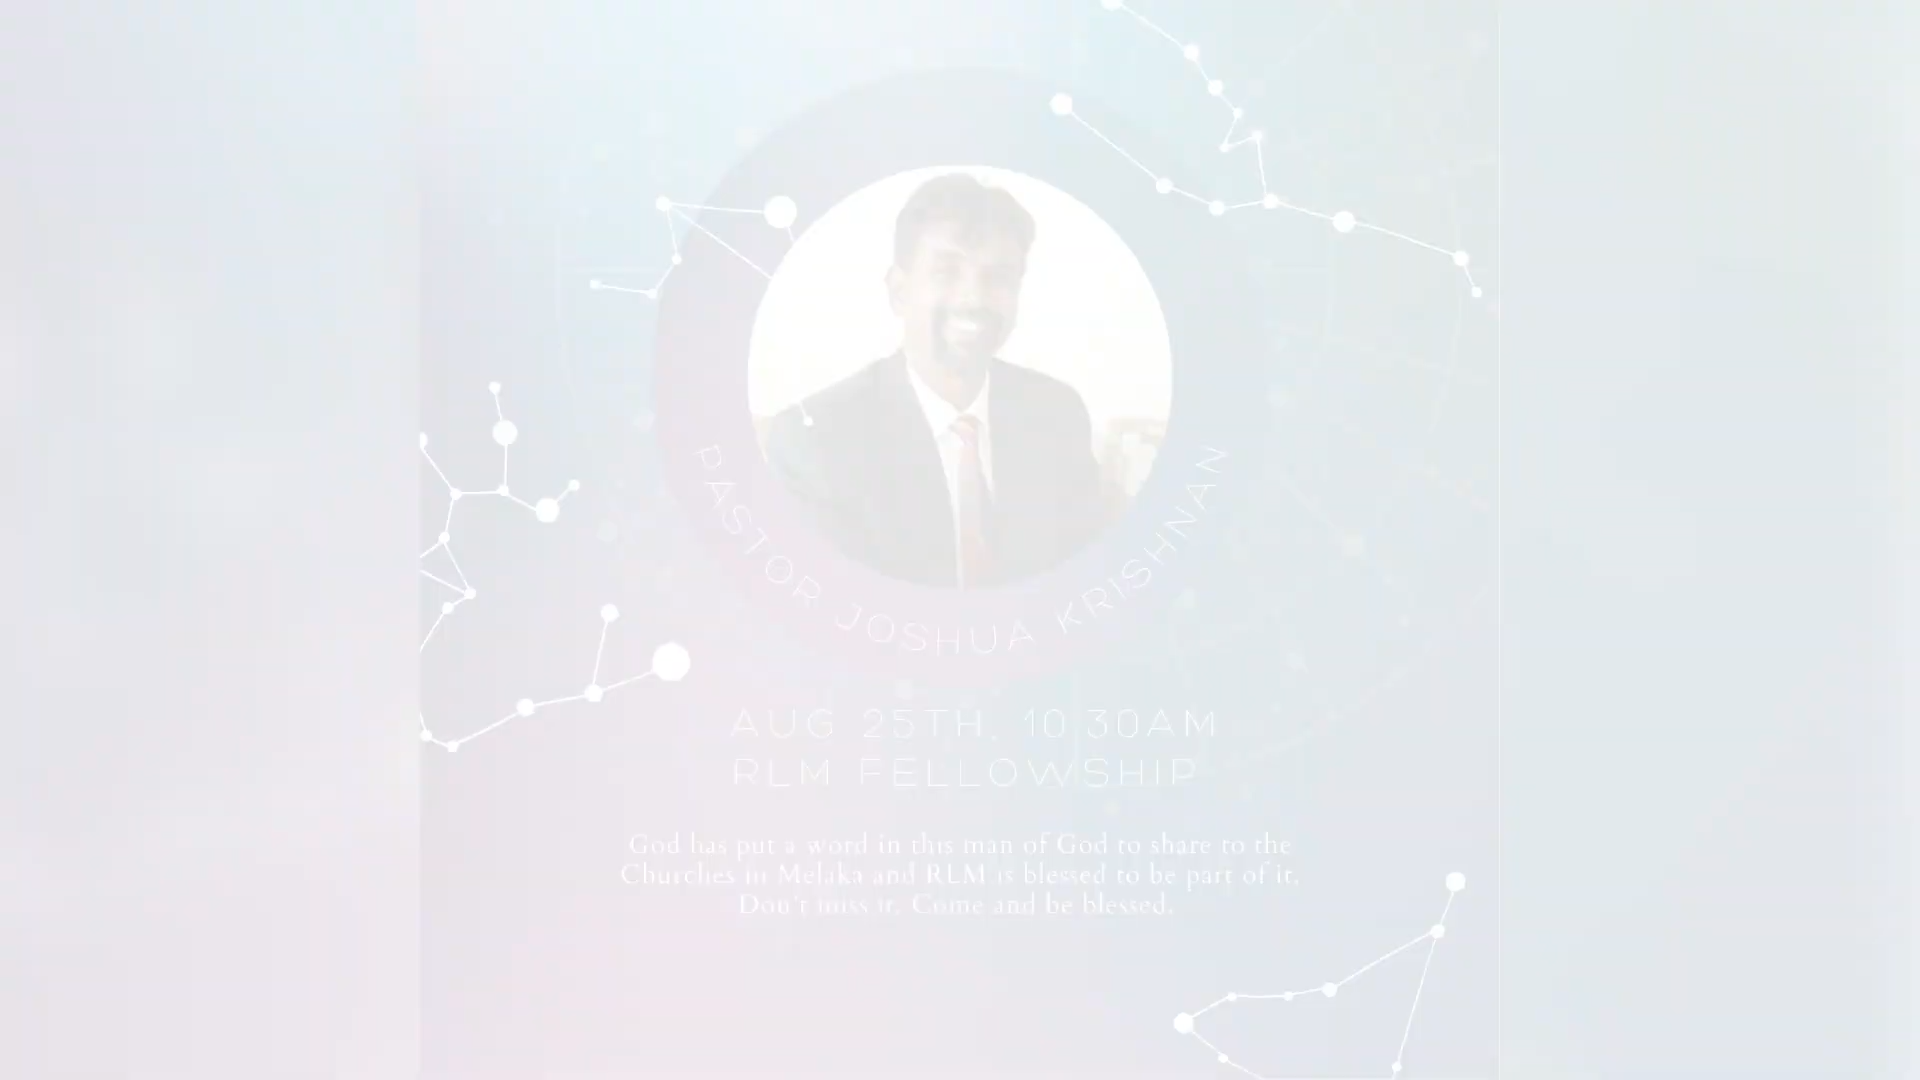 PASTOR JOSHUA KRISHNAN
AUG 25TH, 10:30AM
RLM FELLOWSHIP
God has put a word in this man of God to share to the
Churches in Melaka and RLM is blessed to be part of it.
Don't miss it. Come and be blessed.